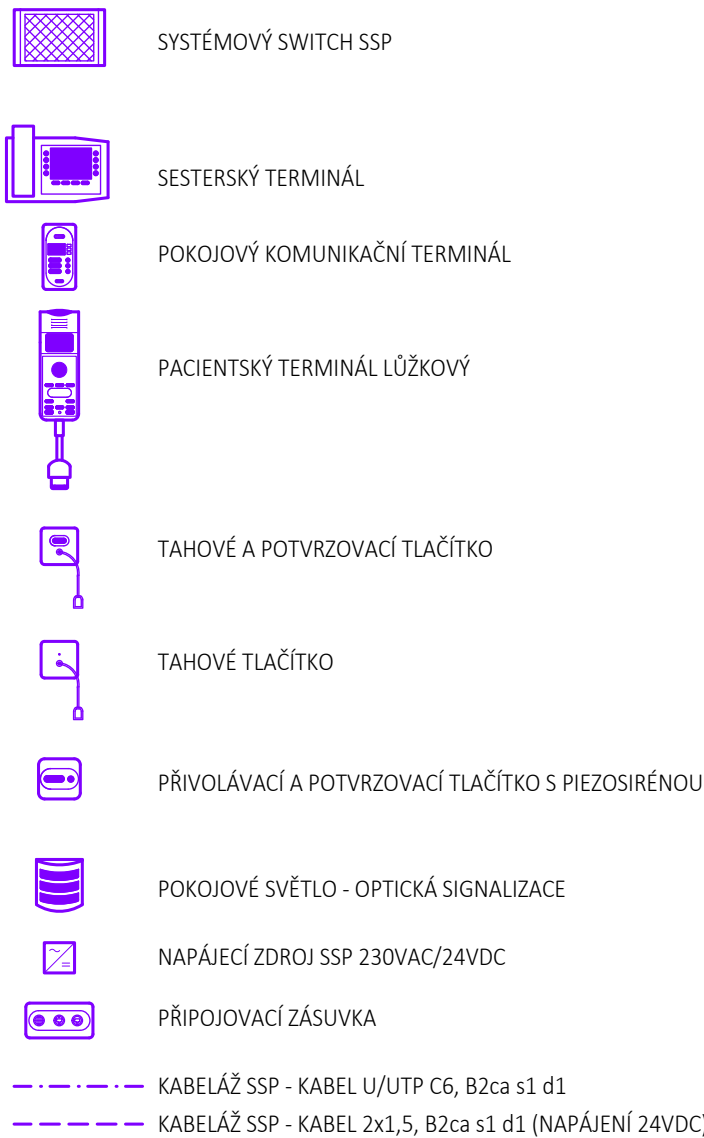 SYSTÉMOVÝ SWITCH SSP
SESTERSKÝ TERMINÁL
POKOJOVÝ KOMUNIKAČNÍ TERMINÁL
PACIENTSKÝ TERMINÁL LŮŽKOVÝ
TAHOVÉ A POTVRZOVACÍ TLAČÍTKO
TAHOVÉ TLAČÍTKO
PŘIVOLÁVACÍ A POTVRZOVACÍ TLAČÍTKO S PIEZOSIRÉNOU
POKOJOVÉ SVĚTLO - OPTICKÁ SIGNALIZACE
NAPÁJECÍ ZDROJ SSP 230VAC/24VDC
PŘIPOJOVACÍ ZÁSUVKA
KABELÁŽ SSP - KABEL U/UTP C6, B2ca s1 d1
KABELÁŽ SSP - KABEL 2x1,5, B2ca s1 d1 (NAPÁJENÍ 24VDC)